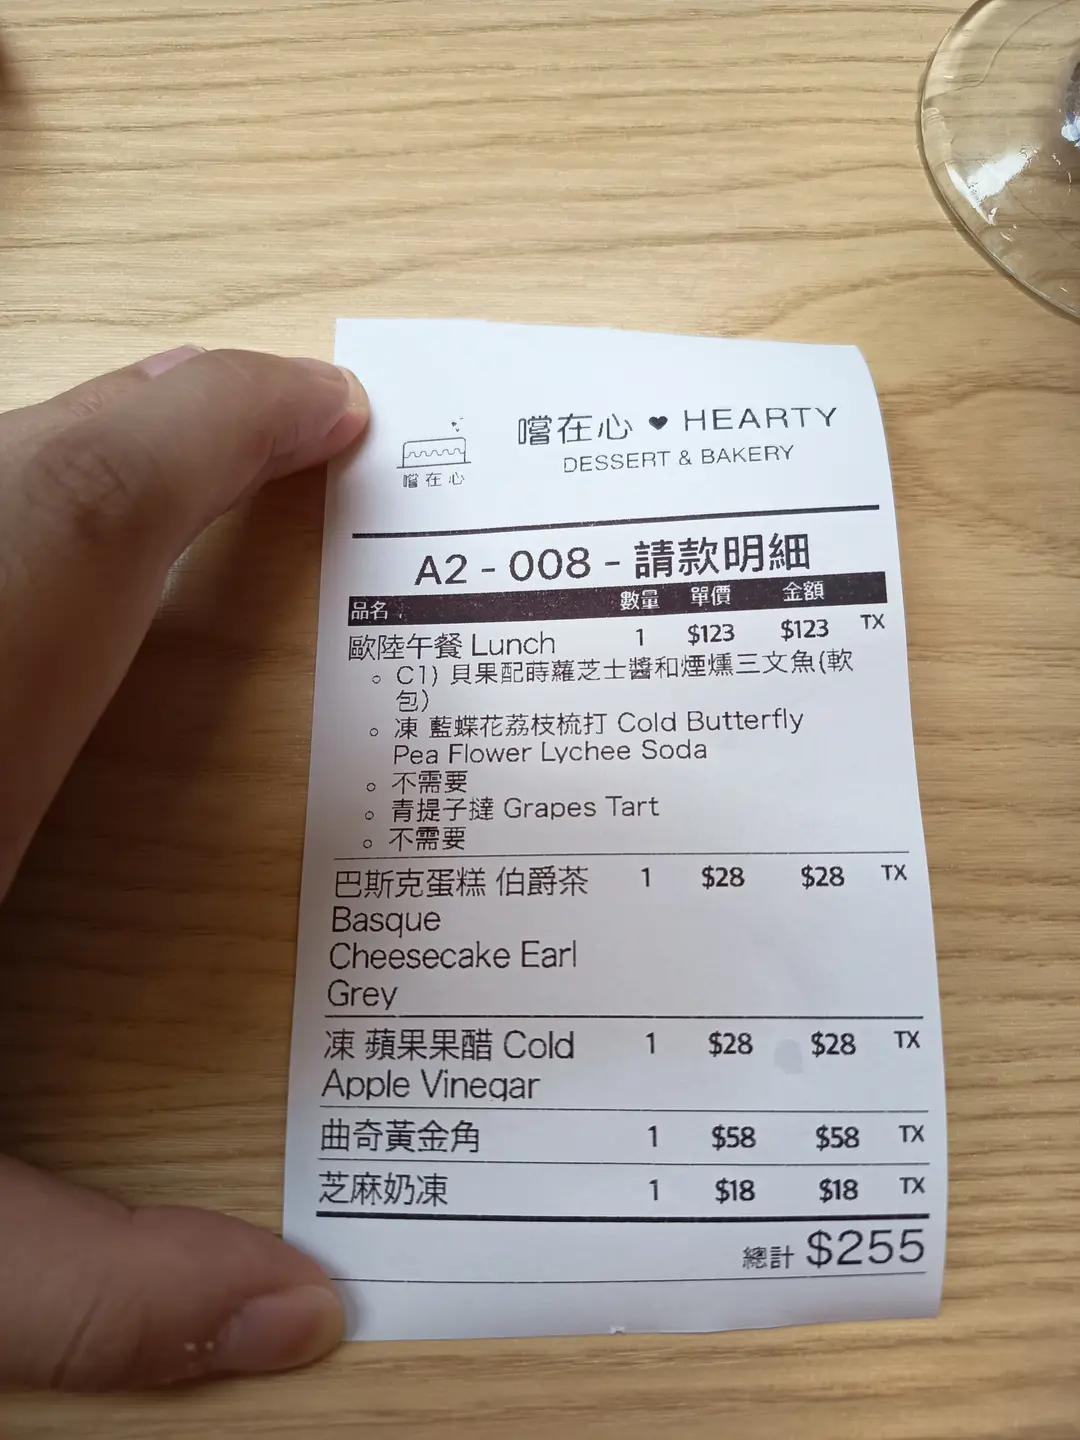 嚐在心
嚐在心 ♥ HEARTY
DESSERT & BAKERY
A2 - 008 - 請款明細
品名 數量 單價 金額
歐陸午餐 Lunch 1 $123 $123 TX
◦ C1) 貝果配蒔蘿芝士醬和煙燻三文魚(軟
包)
◦ 凍 藍蝶花荔枝梳打 Cold Butterfly
Pea Flower Lychee Soda
◦ 不需要
◦ 青提子撻 Grapes Tart
◦ 不需要
巴斯克蛋糕 伯爵茶 1 $28 $28 TX
Basque
Cheesecake Earl
Grey
凍 蘋果果醋 Cold 1 $28 $28 TX
Apple Vinegar
曲奇黃金角 1 $58 $58 TX
芝麻奶凍 1 $18 $18 TX
總計 $255